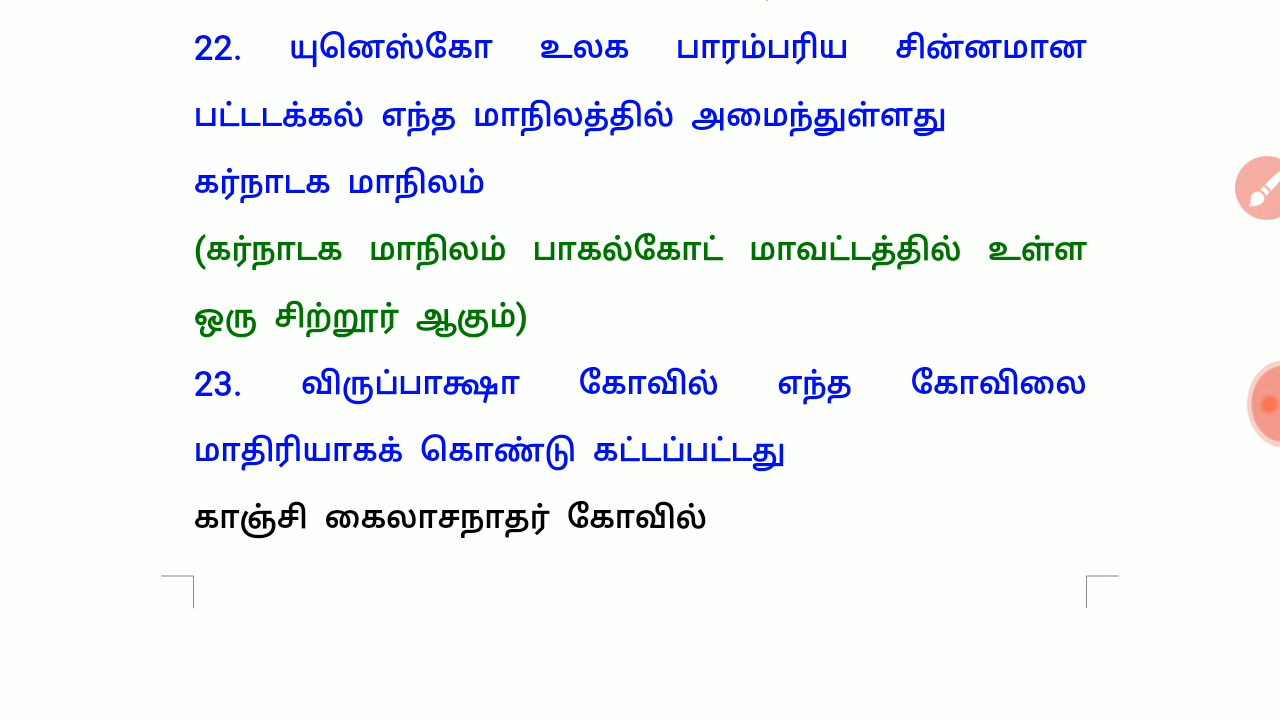 22. யுனெஸ்கோ உலக பாரம்பரிய சின்னமான
பட்டடக்கல் எந்த மாநிலத்தில் அமைந்துள்ளது
கர்நாடக மாநிலம்
(கர்நாடக மாநிலம் பாகல்கோட் மாவட்டத்தில் உள்ள
ஒரு சிற்றூர் ஆகும்)
23. விருப்பாக்ஷா கோவில் எந்த கோவிலை
மாதிரியாகக் கொண்டு கட்டப்பட்டது
காஞ்சி கைலாசநாதர் கோவில்